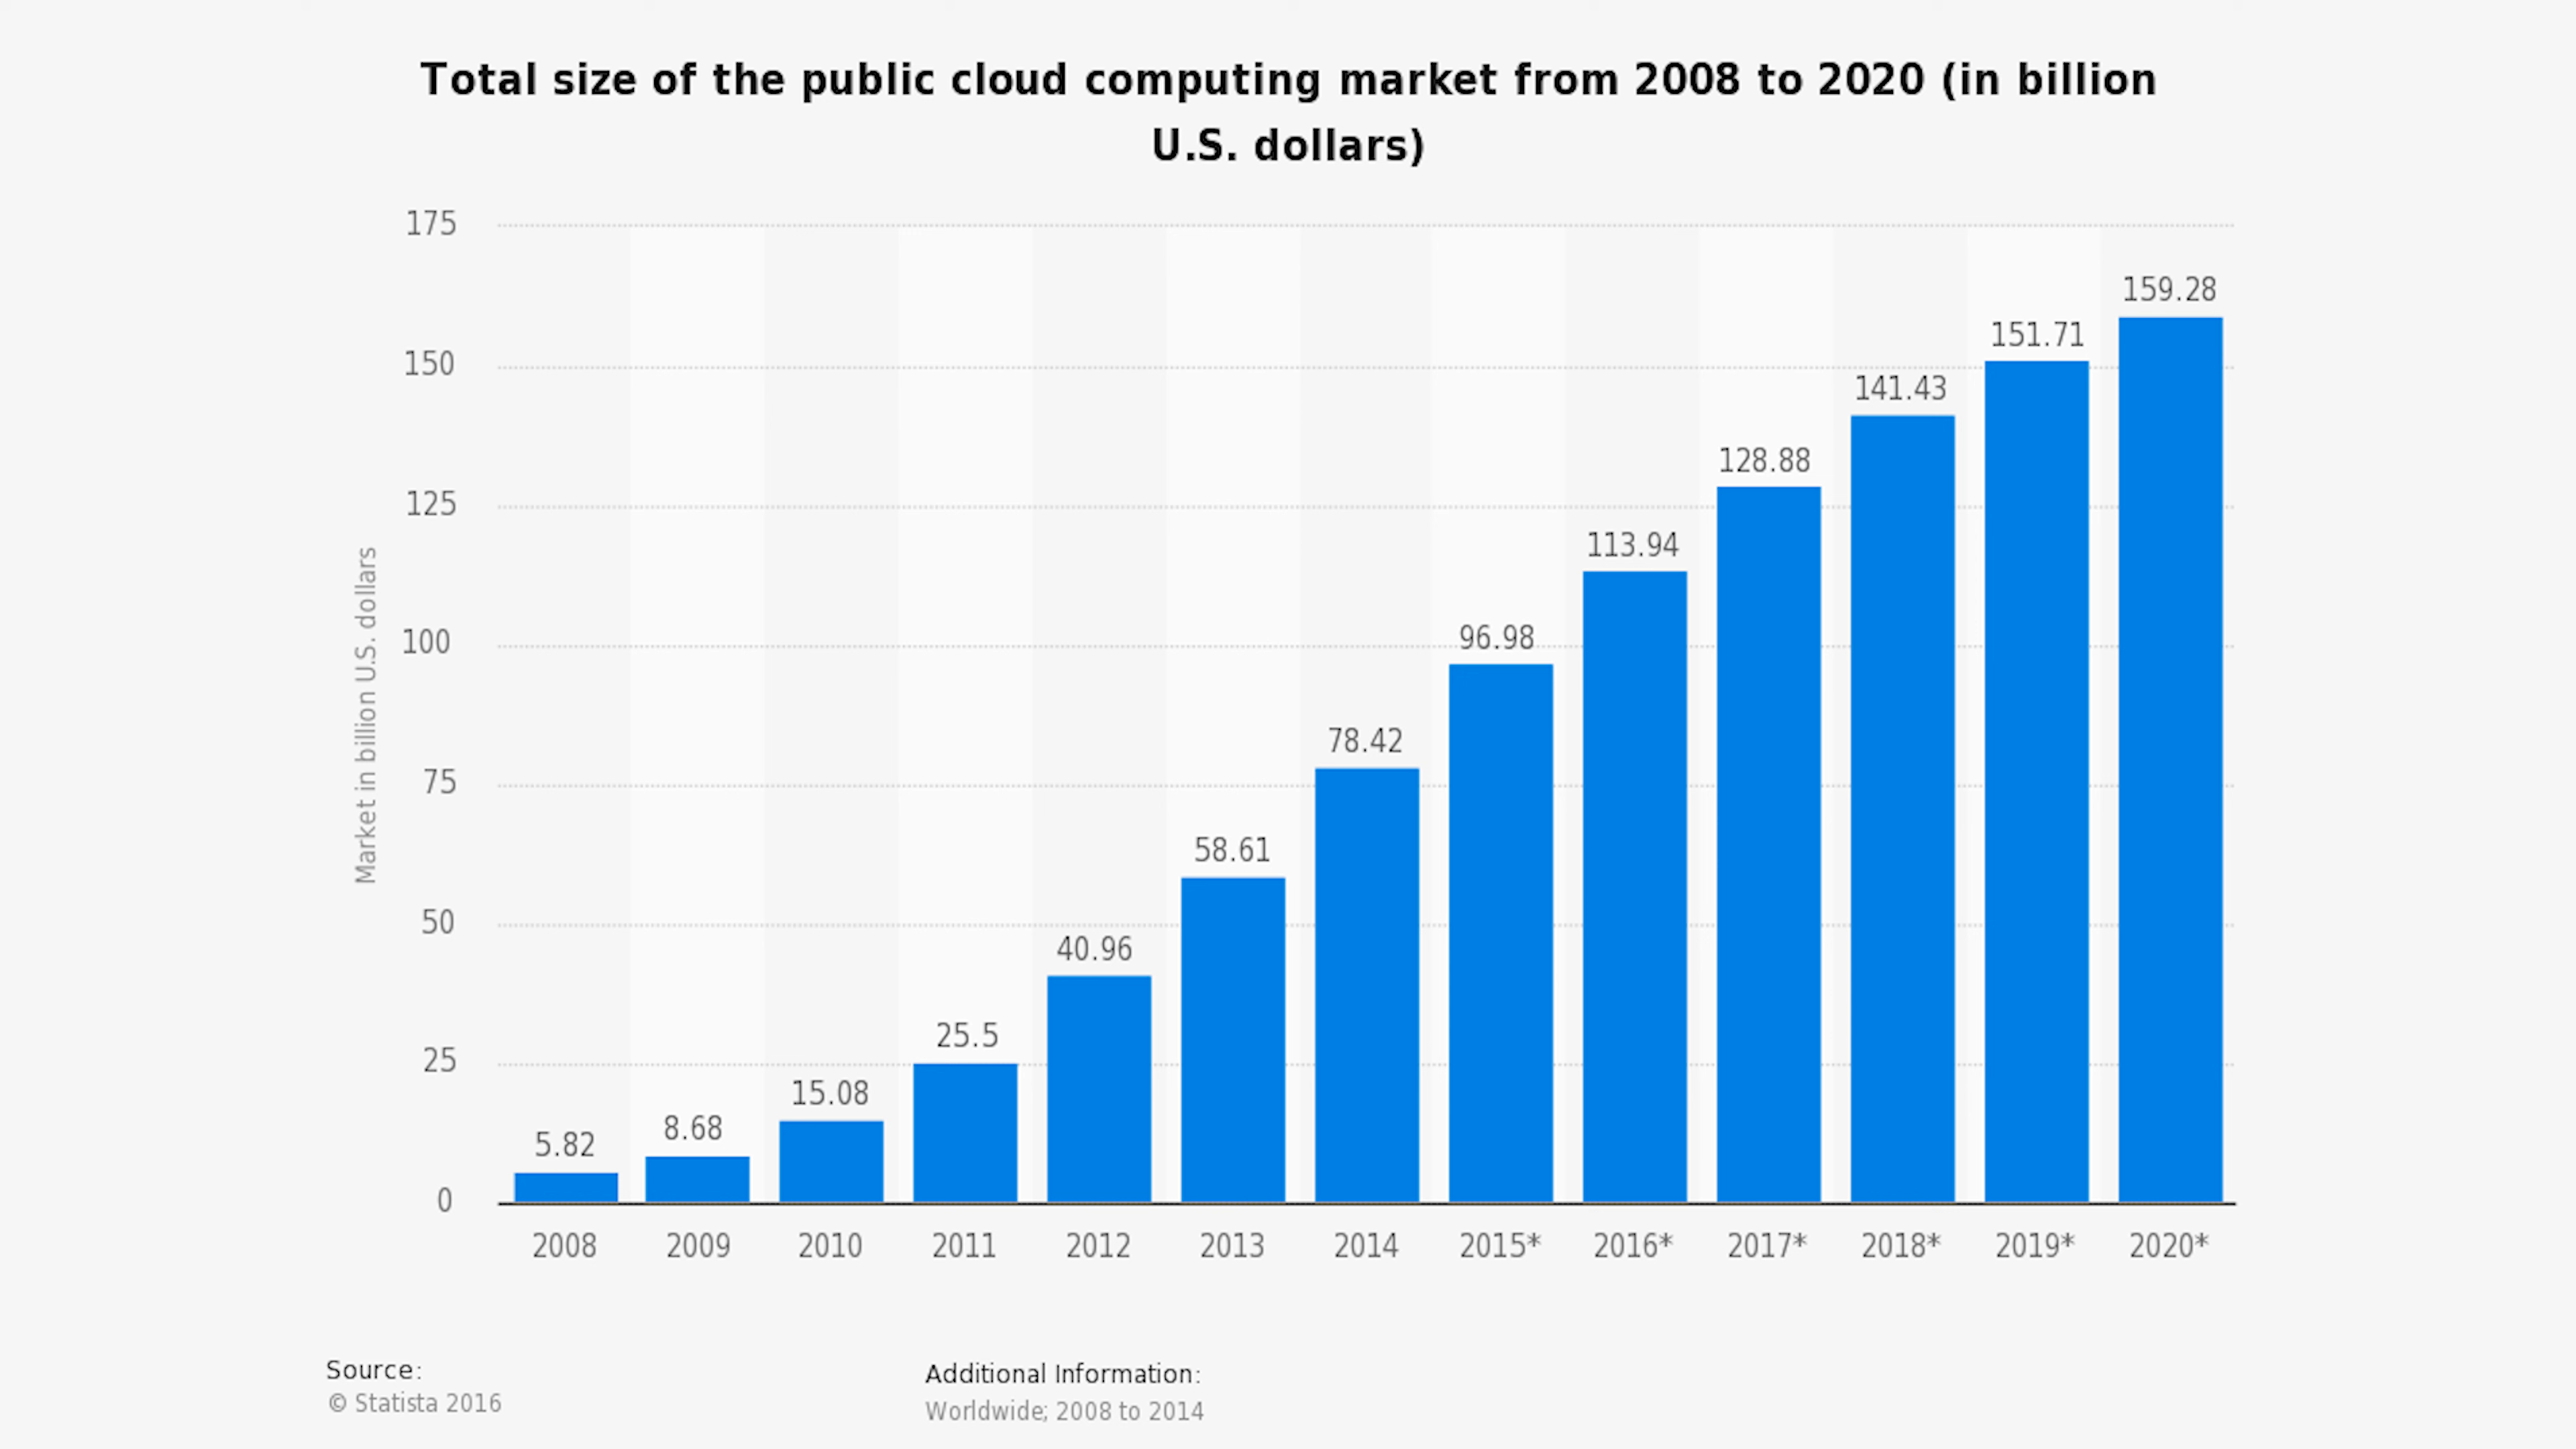 Total size of the public cloud computing market from 2008 to 2020 (in billion
U.S. dollars)
175
150
125
100
75
50
25
0
Market in billion U.S. dollars
5.82
8.68
15.08
25.5
40.96
58.61
78.42
96.98
113.94
128.88
141.43
151.71
159.28
2008 2009 2010 2011 2012 2013 2014 2015* 2016* 2017* 2018* 2019* 2020*
Source:
© Statista 2016
Additional Information:
Worldwide; 2008 to 2014